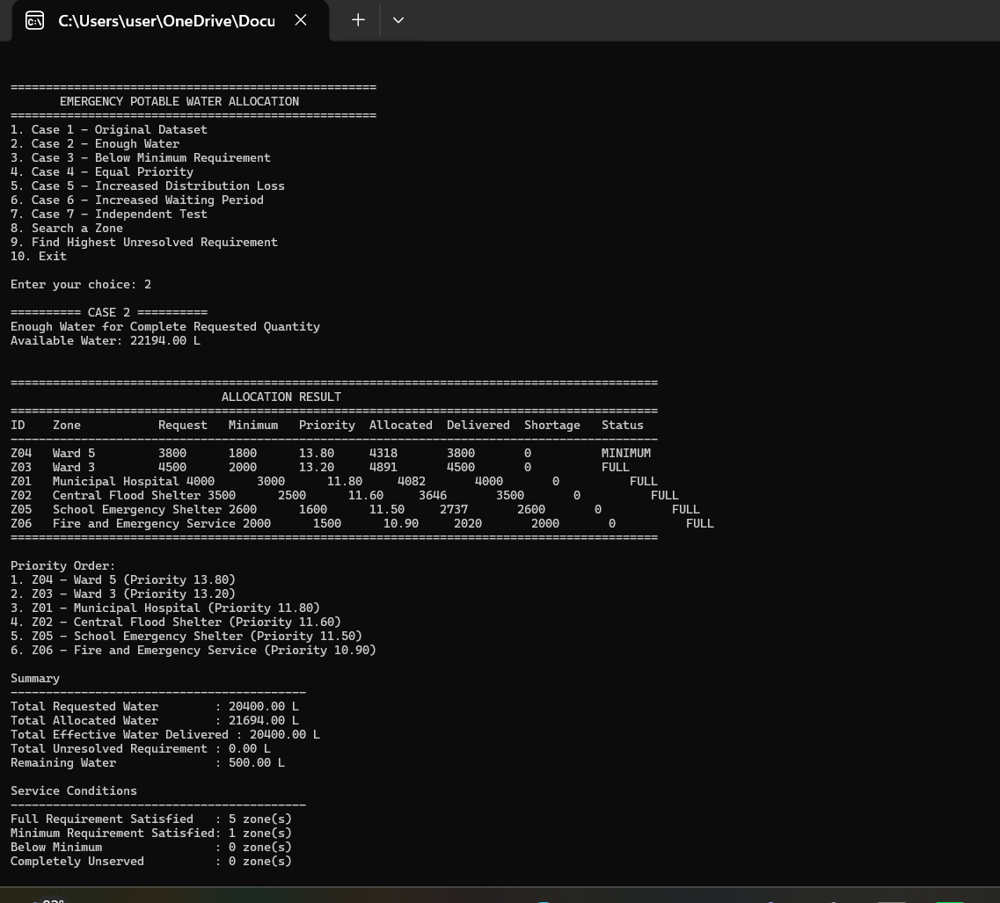 C:\Users\user\OneDrive\Docu
==================================================== 
EMERGENCY POTABLE WATER ALLOCATION
====================================================
1. Case 1 - Original Dataset
2. Case 2 - Enough Water
3. Case 3 - Below Minimum Requirement
4. Case 4 - Equal Priority
5. Case 5 - Increased Distribution Loss
6. Case 6 - Increased Waiting Period
7. Case 7 - Independent Test
8. Search a Zone
9. Find Highest Unresolved Requirement
10. Exit
Enter your choice: 2
========== CASE 2 ==========
Enough Water for Complete Requested Quantity
Available Water: 22194.00 L
============================================================================================
ALLOCATION RESULT
============================================================================================
ID Zone Request Minimum Priority Allocated Delivered Shortage Status
--------------------------------------------------------------------------------------------
Z04 Ward 5 3800 1800 13.80 4318 3800 0 MINIMUM
Z03 Ward 3 4500 2000 13.20 4891 4500 0 FULL
Z01 Municipal Hospital 4000 3000 11.80 4082 4000 0 FULL
Z02 Central Flood Shelter 3500 2500 11.60 3646 3500 0 FULL
Z05 School Emergency Shelter 2600 1600 11.50 2737 2600 0 FULL
Z06 Fire and Emergency Service 2000 1500 10.90 2020 2000 0 FULL
============================================================================================
Priority Order:
1. Z04 - Ward 5 (Priority 13.80)
2. Z03 - Ward 3 (Priority 13.20)
3. Z01 - Municipal Hospital (Priority 11.80)
4. Z02 - Central Flood Shelter (Priority 11.60)
5. Z05 - School Emergency Shelter (Priority 11.50)
6. Z06 - Fire and Emergency Service (Priority 10.90)
Summary
------------------------------------------
Total Requested Water : 20400.00 L
Total Allocated Water : 21694.00 L
Total Effective Water Delivered : 20400.00 L
Total Unresolved Requirement : 0.00 L
Remaining Water : 500.00 L
Service Conditions
------------------------------------------
Full Requirement Satisfied : 5 zone(s)
Minimum Requirement Satisfied: 1 zone(s)
Below Minimum : 0 zone(s)
Completely Unserved : 0 zone(s)